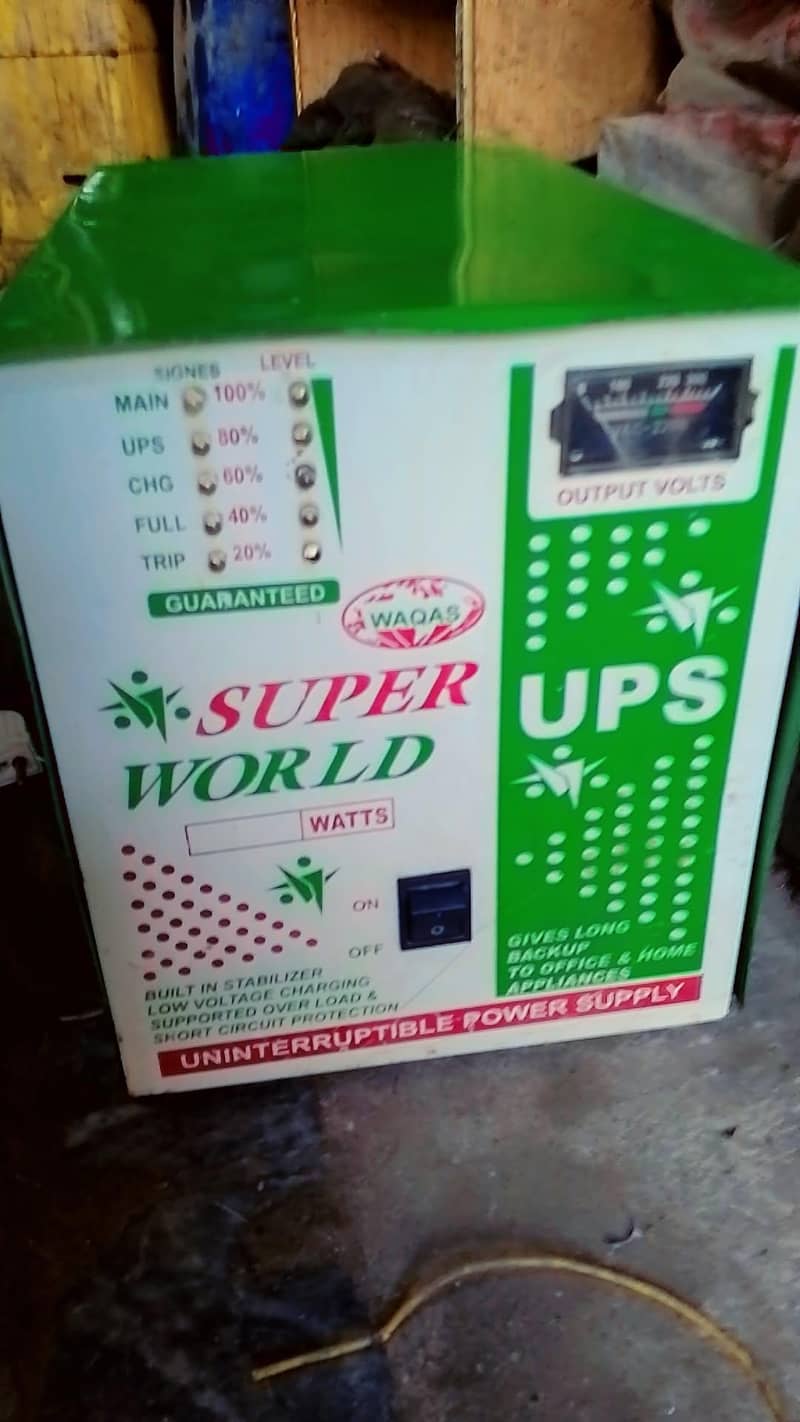 SIGNES LEVEL
MAIN 100%
UPS 80%
CHG 60%
FULL 40%
TRIP 20%
GUARANTEED
WAQAS
SUPER
WORLD
WATTS
ON
OFF
BUILT IN STABILIZER
LOW VOLTAGE CHARGING
SUPPORTED OVER LOAD &
SHORT CIRCUIT PROTECTION
OUTPUT VOLTS
UPS
GIVES LONG
BACKUP
TO OFFICE & HOME
APPLIANCES
UNINTERRUPTIBLE POWER SUPPLY